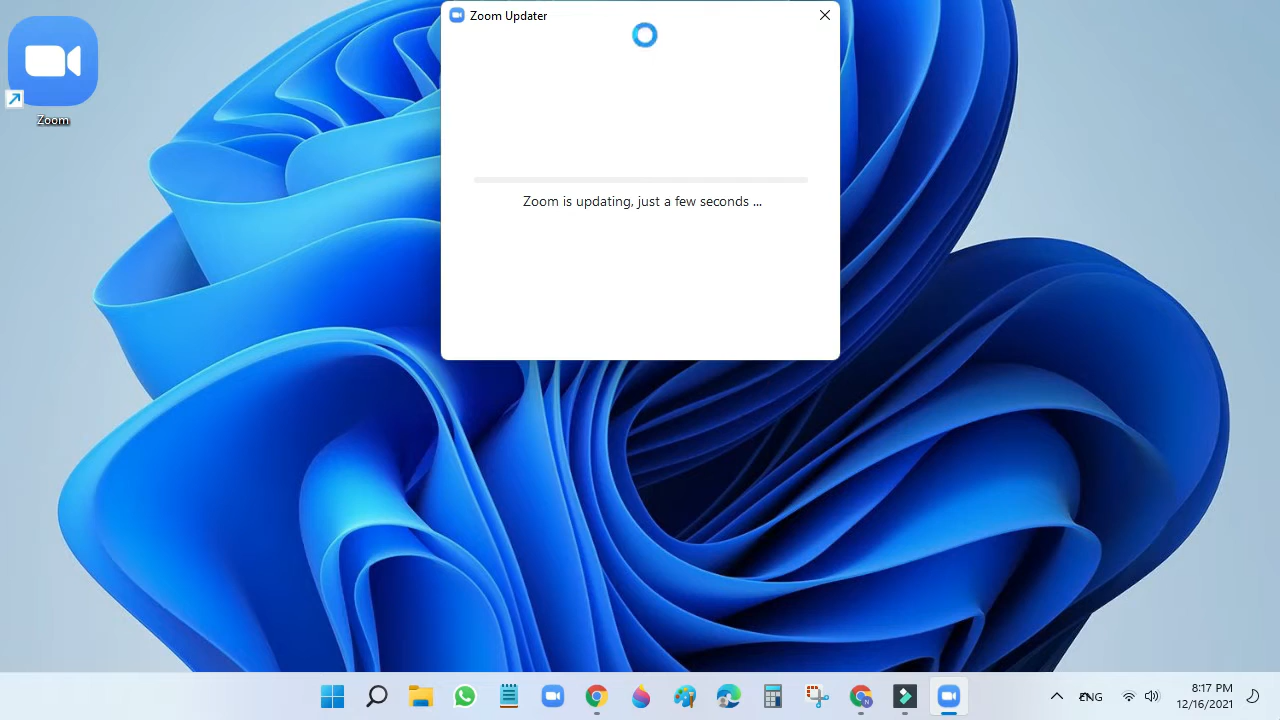 Zoom Updater
Zoom
Zoom is updating, just a few seconds ...
ENG
8:17 PM
12/16/2021